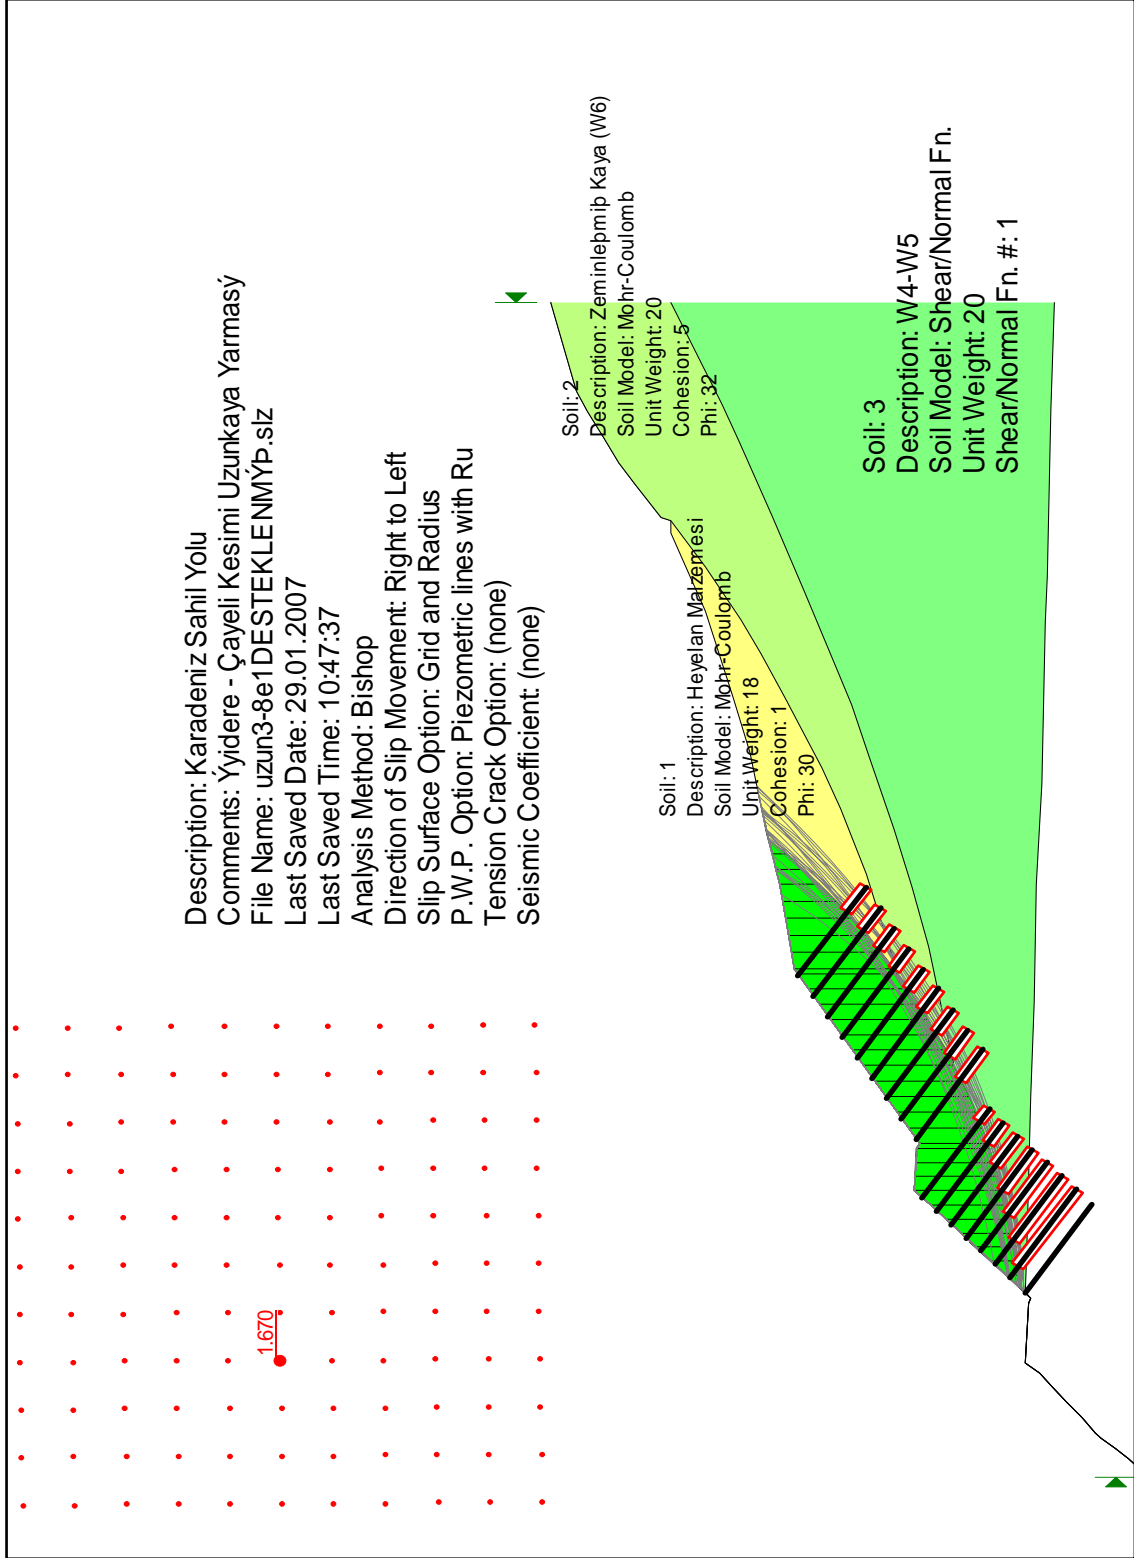 Description: Karadeniz Sahil Yolu
Comments: Ýyidere - Çayeli Kesimi Uzunkaya Yarmasý
File Name: uzun3-8e1DESTEKLENMÝÞ.slz
Last Saved Date: 29.01.2007
Last Saved Time: 10:47:37
Analysis Method: Bishop
Direction of Slip Movement: Right to Left
Slip Surface Option: Grid and Radius
P.W.P. Option: Piezometric lines with Ru
Tension Crack Option: (none)
Seismic Coefficient: (none)
1.670
Soil: 2
Description: Zeminleþmiþ Kaya (W6)
Soil Model: Mohr-Coulomb
Unit Weight: 20
Cohesion: 5
Phi: 32
Soil: 1
Description: Heyelan Malzemesi
Soil Model: Mohr-Coulomb
Unit Weight: 18
Cohesion: 1
Phi: 30
Soil: 3
Description: W4-W5
Soil Model: Shear/Normal Fn.
Unit Weight: 20
Shear/Normal Fn. #: 1